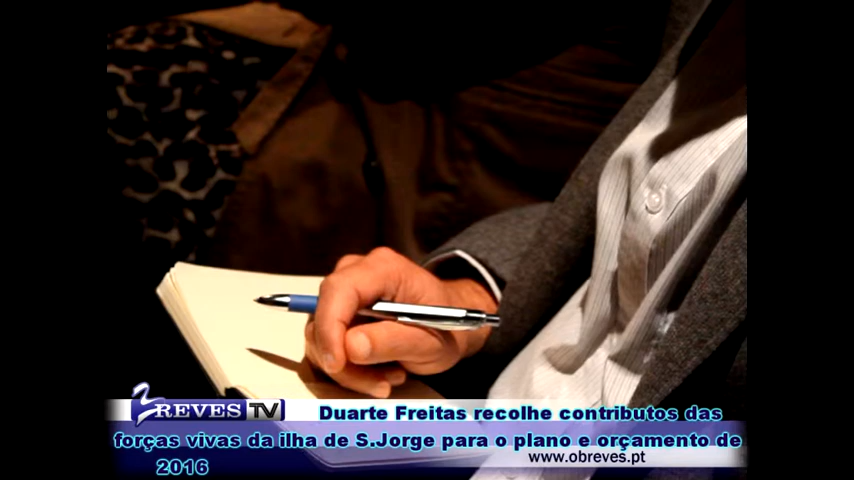 BREVES TV
Duarte Freitas recolhe contributos das
forças vivas da ilha de S.Jorge para o plano e orçamento de
2016
www.obreves.pt